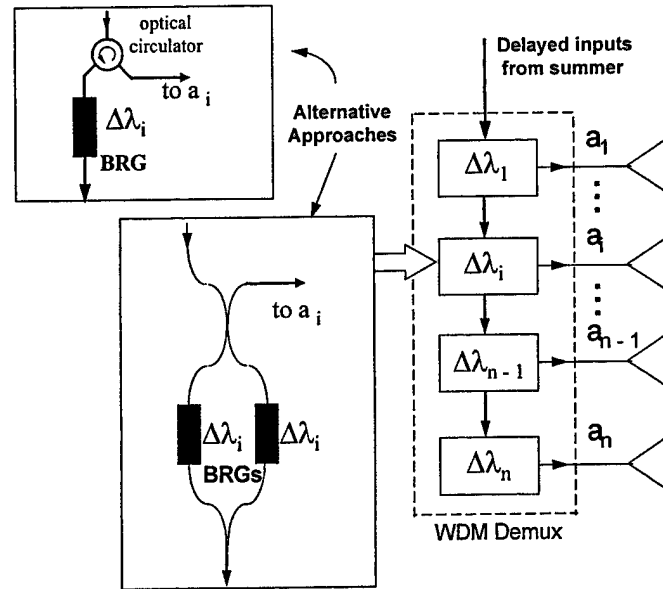 optical
circulator
to a i
Δλi
BRG
Alternative
Approaches
to a i
Δλi
Δλi
BRGs
Delayed inputs
from summer
Δλ1
a1
Δλi
ai
Δλn - 1
an - 1
Δλn
an
WDM Demux